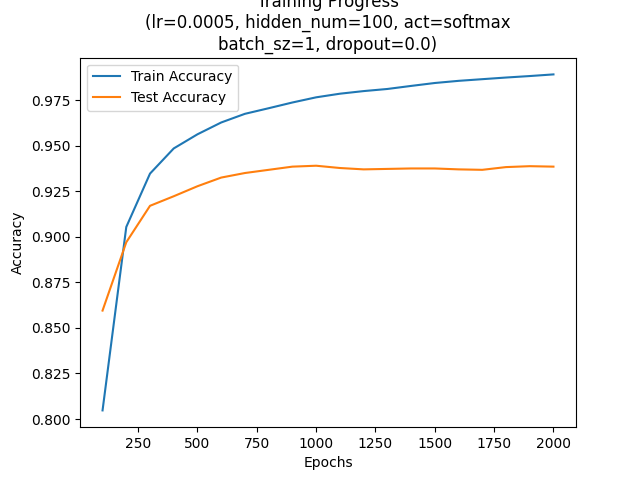 Training Progress
(lr=0.0005, hidden_num=100, act=softmax
batch_sz=1, dropout=0.0)
Train Accuracy
Test Accuracy
0.975
0.950
0.925
0.900
0.875
0.850
0.825
0.800
Accuracy
250 500 750 1000 1250 1500 1750 2000
Epochs